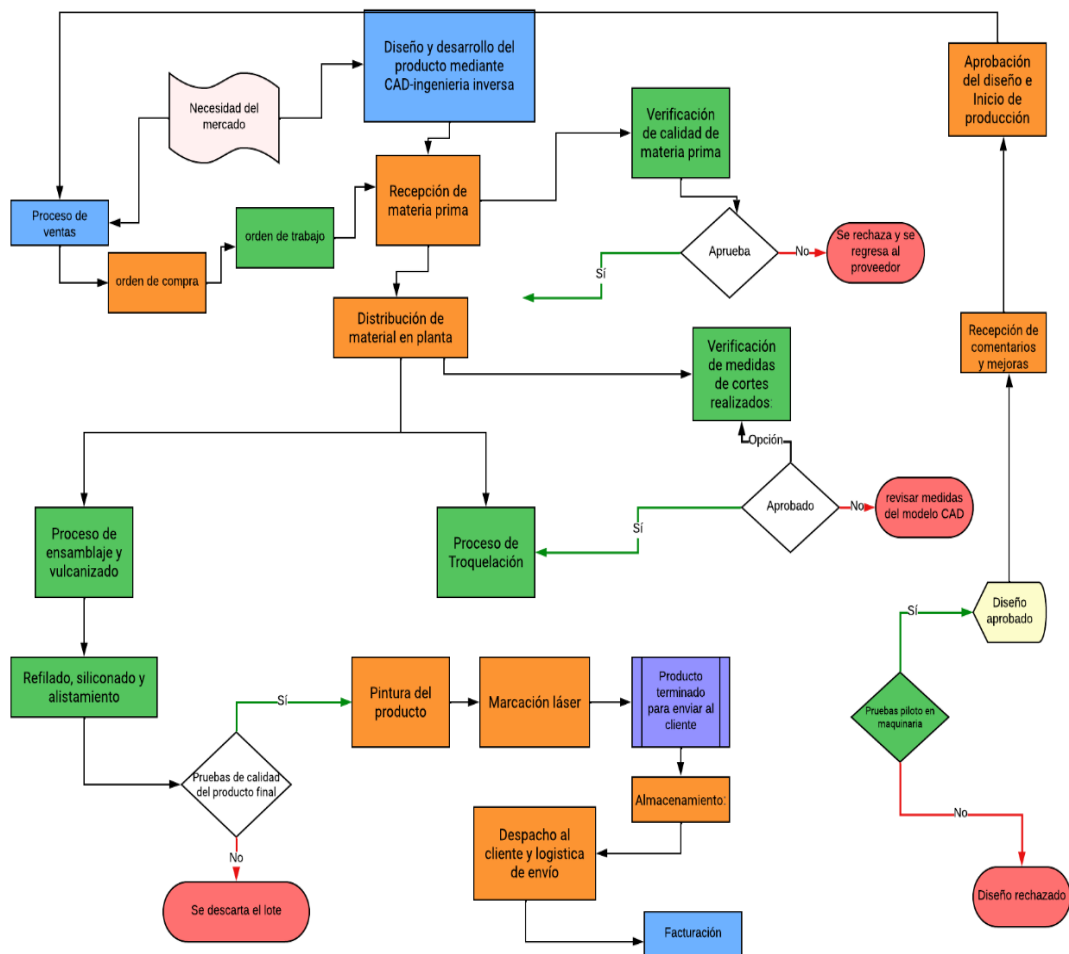 Diseño y desarrollo del
producto mediante
CAD-ingenieria inversa
Aprobación
del diseño e
Inicio de
producción
Necesidad del
mercado
Verificación
de calidad de
materia prima
Recepción de
materia prima
Proceso de
ventas
orden de trabajo
orden de compra
Aprueba
No
Se rechaza y se
regresa al
proveedor
Sí
Distribución de
material en planta
Verificación
de medidas
de cortes
realizados:
Recepción de
comentarios
y mejoras
Opción
Aprobado
No
revisar medidas
del modelo CAD
Sí
Proceso de
ensamblaje y
vulcanizado
Proceso de
Troquelación
Diseño
aprobado
Sí
Refilado, siliconado y
alistamiento
Sí
Pintura del
producto
Marcación láser
Producto
terminado
para enviar al
cliente
Pruebas piloto en
maquinaria
Pruebas de calidad
del producto final
Almacenamiento:
No
Despacho al
cliente y logistica
de envío
No
Se descarta el lote
Diseño rechazado
Facturación